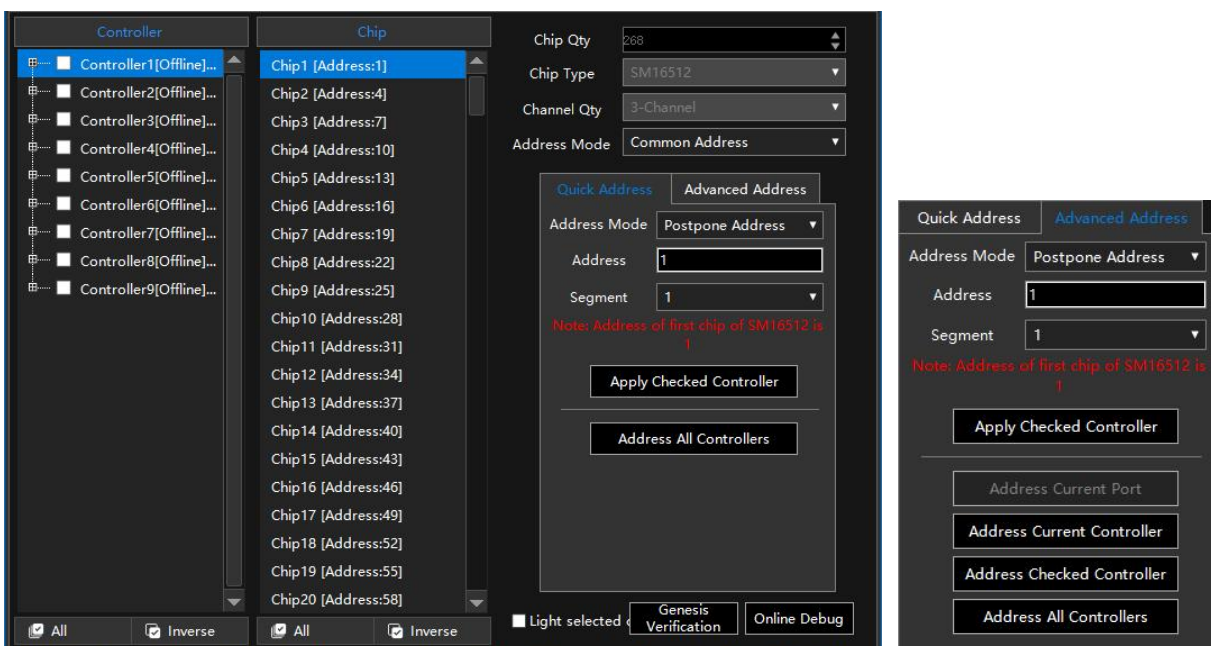 Controller
Controller1[Offline]...
Controller2[Offline]...
Controller3[Offline]...
Controller4[Offline]...
Controller5[Offline]...
Controller6[Offline]...
Controller7[Offline]...
Controller8[Offline]...
Controller9[Offline]...
All
Inverse
Chip
Chip1 [Address:1]
Chip2 [Address:4]
Chip3 [Address:7]
Chip4 [Address:10]
Chip5 [Address:13]
Chip6 [Address:16]
Chip7 [Address:19]
Chip8 [Address:22]
Chip9 [Address:25]
Chip10 [Address:28]
Chip11 [Address:31]
Chip12 [Address:34]
Chip13 [Address:37]
Chip14 [Address:40]
Chip15 [Address:43]
Chip16 [Address:46]
Chip17 [Address:49]
Chip18 [Address:52]
Chip19 [Address:55]
Chip20 [Address:58]
All
Inverse
Chip Qty 268
Chip Type SM16512
Channel Qty 3-Channel
Address Mode Common Address
Quick Address Advanced Address
Address Mode Postpone Address
Address 1
Segment 1
Note: Address of first chip of SM16512 is
1
Apply Checked Controller
Address All Controllers
Light selected
Genesis
Verification
Online Debug
Quick Address Advanced Address
Address Mode Postpone Address
Address 1
Segment 1
Note: Address of first chip of SM16512 is
1
Apply Checked Controller
Address Current Port
Address Current Controller
Address Checked Controller
Address All Controllers